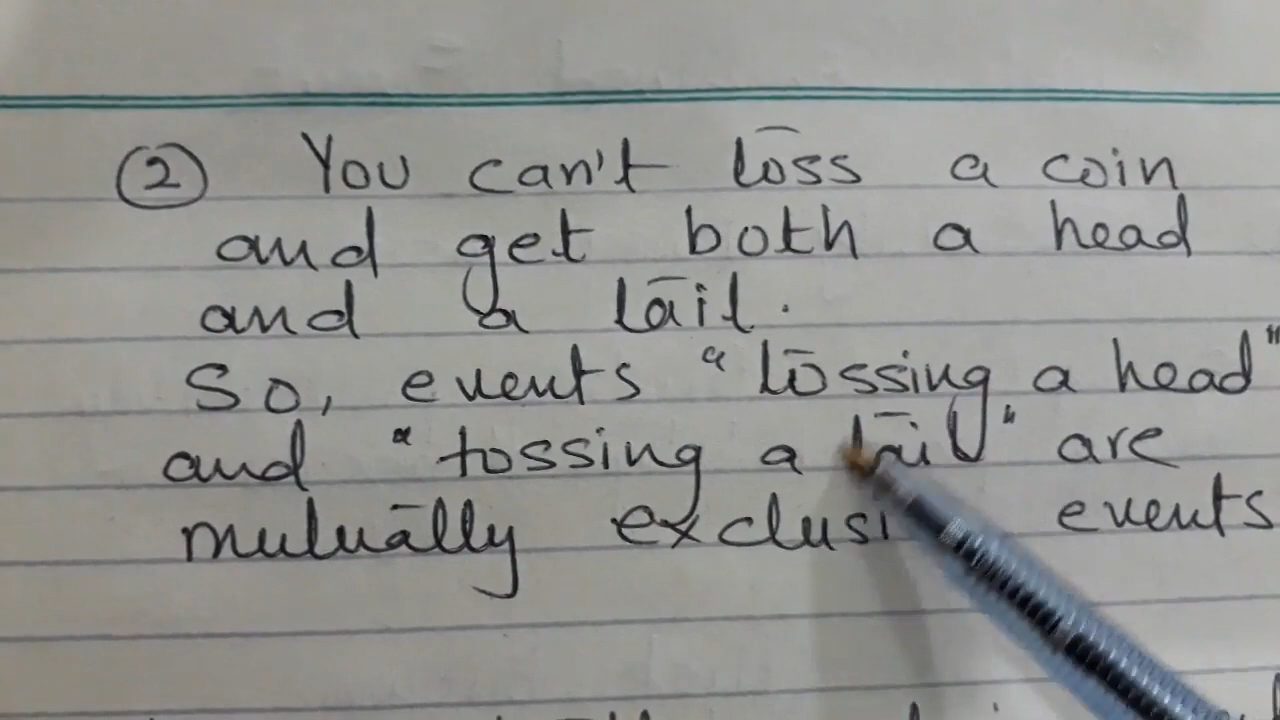 ② You can't toss a coin
and get both a head
and a tail.
So, events "tossing a head"
and "tossing a tail" are
mutually exclusi events